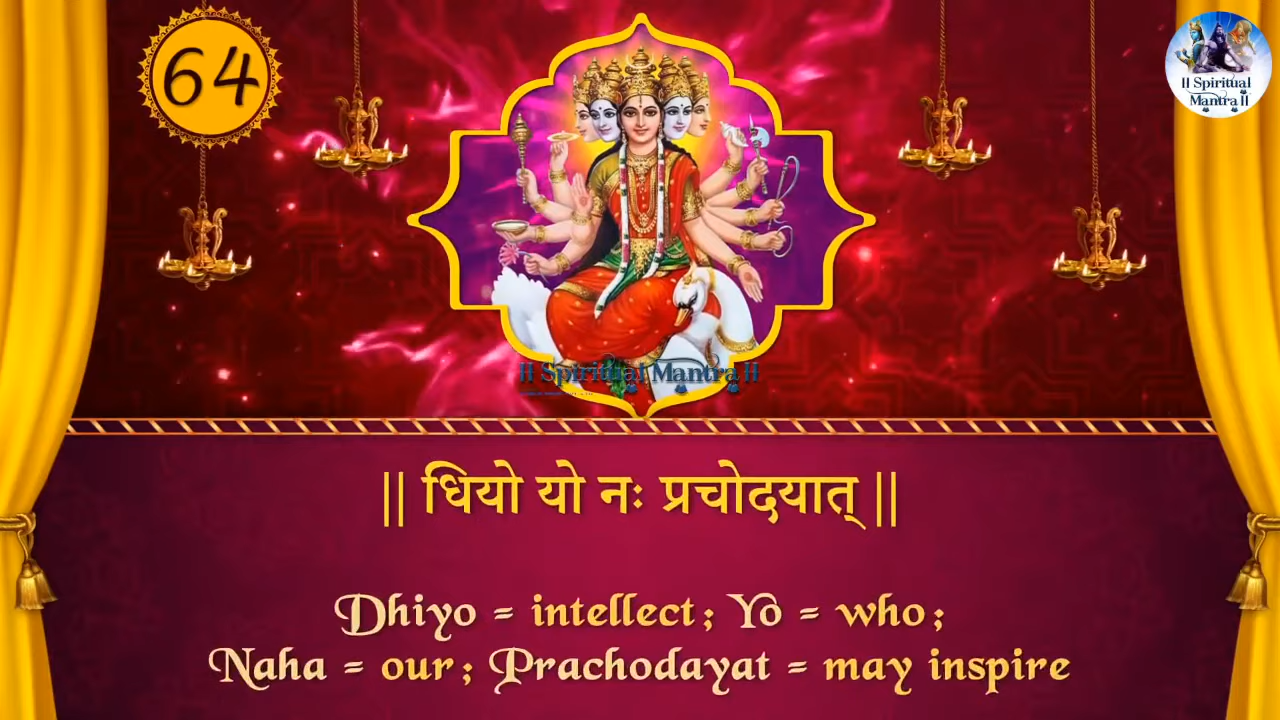 64
|| Spiritual
Mantra ||
|| Spiritual Mantra ||
|| धियो यो नः प्रचोदयात् ||
Dhiyo = intellect; Yo = who;
Naha = our; Prachodayat = may inspire